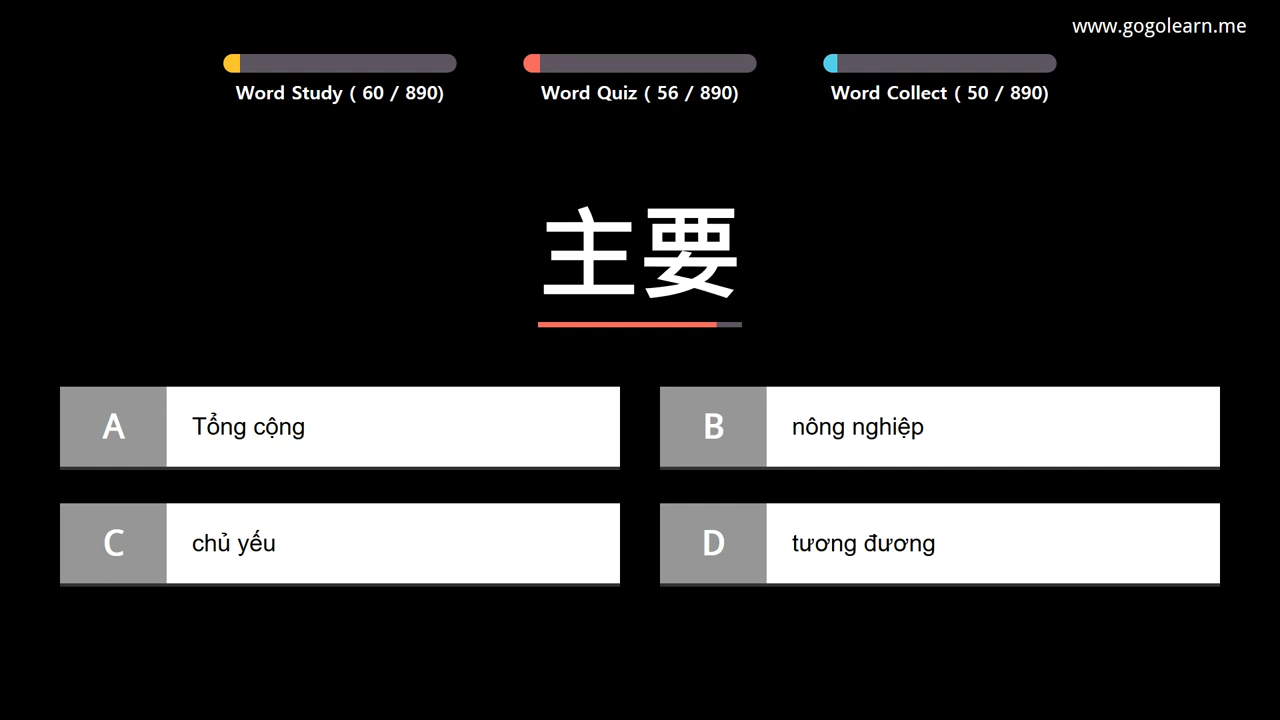 www.gogolearn.me
Word Study ( 60 / 890)
Word Quiz ( 56 / 890)
Word Collect ( 50 / 890)
主要
A
Tổng cộng
B
nông nghiệp
C
chủ yếu
D
tương đương